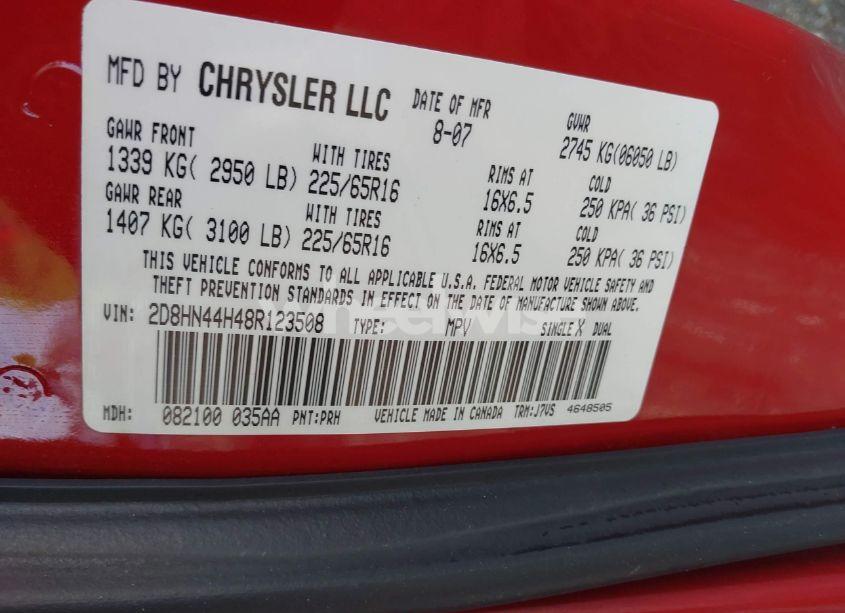 MFD BY CHRYSLER LLC DATE OF MFR GVWR
8-07 2745 KG(06050 LB)
GAWR FRONT WITH TIRES RIMS AT COLD
1339 KG( 2950 LB) 225/65R16 16X6.5 250 KPA( 36 PSI)
GAWR REAR WITH TIRES RIMS AT COLD
1407 KG( 3100 LB) 225/65R16 16X6.5 250 KPA( 36 PSI)
THIS VEHICLE CONFORMS TO ALL APPLICABLE U.S.A. FEDERAL MOTOR VEHICLE SAFETY AND
THEFT PREVENTION STANDARDS IN EFFECT ON THE DATE OF MANUFACTURE SHOWN ABOVE.
VIN: 2D8HN44H48R123508 TYPE: MPV SINGLE X DUAL
MDH: 082100 035AA PNT:PRH VEHICLE MADE IN CANADA TRM:J7VS 4648505